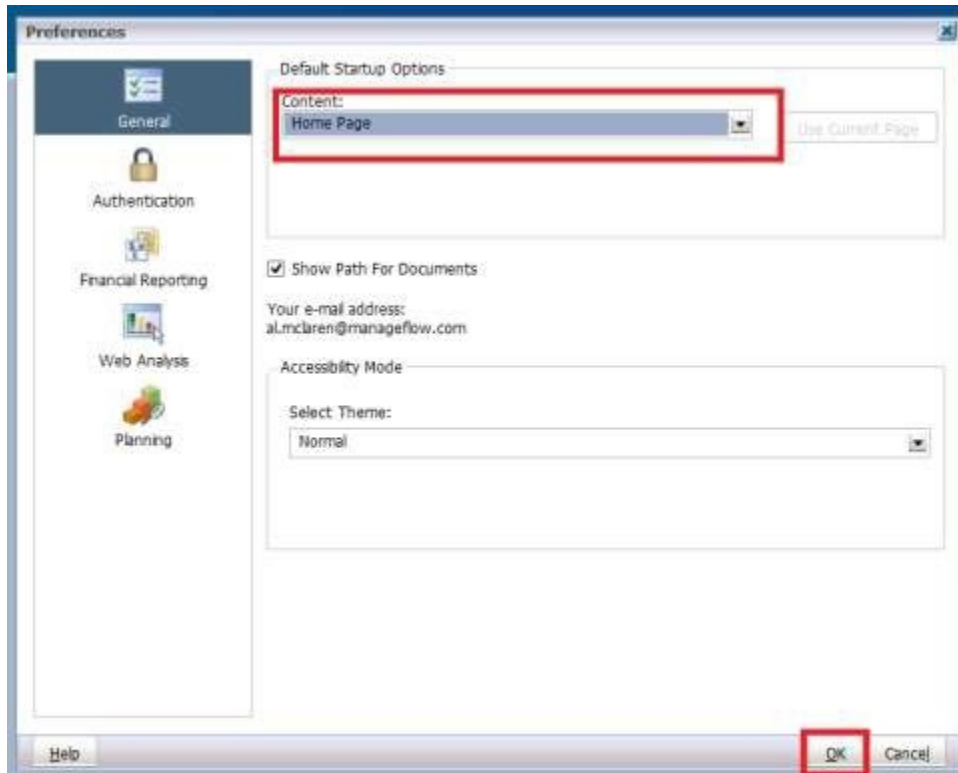 Preferences
General
Authentication
Financial Reporting
Web Analysis
Planning
Default Startup Options
Content:
Home Page
Use Current Page
Show Path For Documents
Your e-mail address:
al.mclaren@manageflow.com
Accessibility Mode
Select Theme:
Normal
Help
OK
Cancel